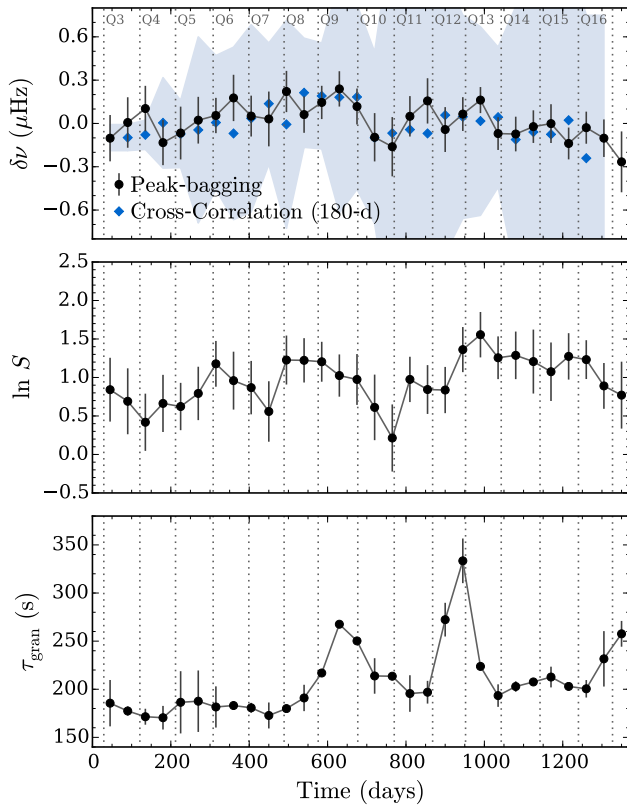 Q3 Q4 Q5 Q6 Q7 Q8 Q9 Q10 Q11 Q12 Q13 Q14 Q15 Q16
0.6
0.3
0.0
−0.3
−0.6
δν (μHz)
Peak-bagging
Cross-Correlation (180-d)
2.5
2.0
1.5
1.0
0.5
0.0
−0.5
ln S
350
300
250
200
150
τgran (s)
0 200 400 600 800 1000 1200
Time (days)